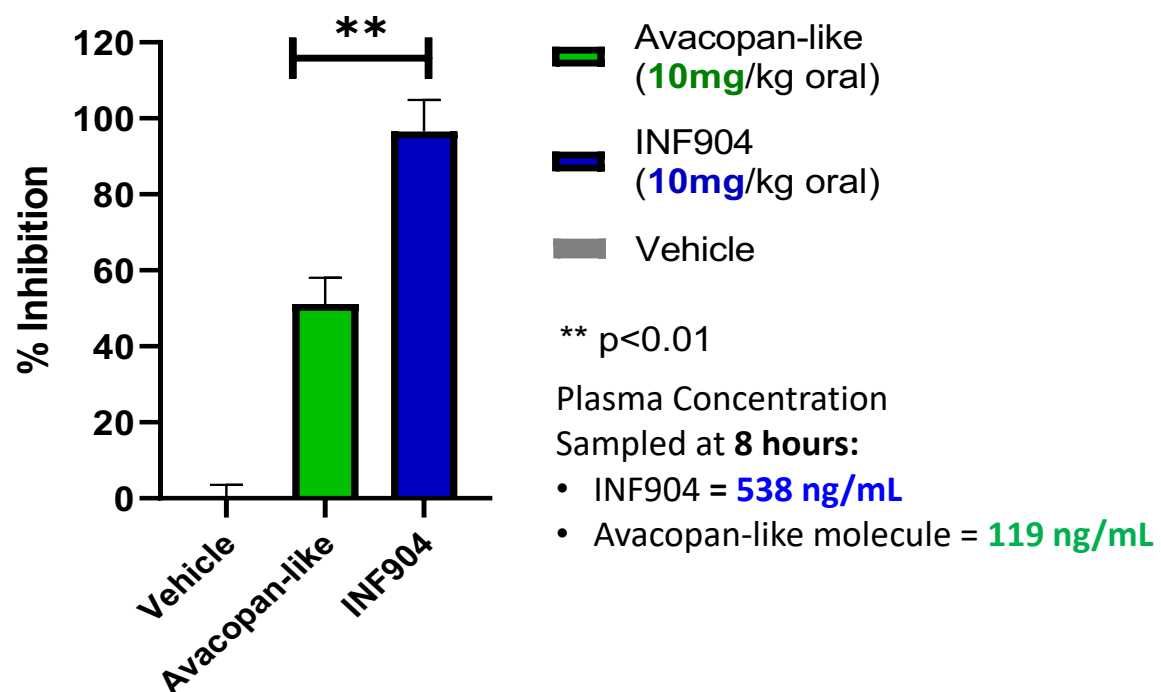 120
100
80
60
40
20
0
% Inhibition
**
Vehicle
Avacopan-like
INF904
Avacopan-like
(10mg/kg oral)
INF904
(10mg/kg oral)
Vehicle
** p<0.01
Plasma Concentration
Sampled at 8 hours:
• INF904 = 538 ng/mL
• Avacopan-like molecule = 119 ng/mL